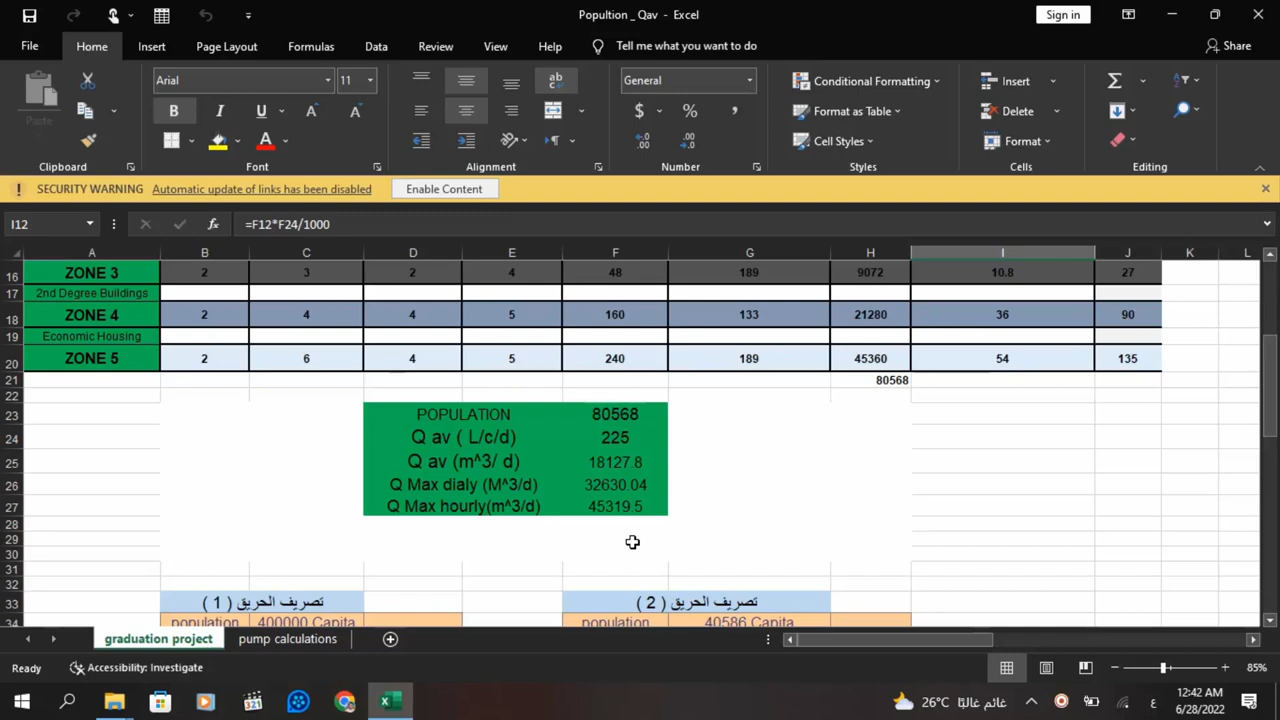 Popultion _ Qav - Excel
Sign in
File Home Insert Page Layout Formulas Data Review View Help Tell me what you want to do Share
Paste
Arial 11
B I U A A
A
ab
General
$ % ,
Conditional Formatting
Format as Table
Cell Styles
Insert
Delete
Format
Clipboard Font Alignment Number Styles Cells Editing
! SECURITY WARNING Automatic update of links has been disabled Enable Content
I12 fx =F12*F24/1000
A B C D E F G H I J K L
16 ZONE 3 2 3 2 4 48 189 9072 10.8 27
17 2nd Degree Buildings
18 ZONE 4 2 4 4 5 160 133 21280 36 90
19 Economic Housing
20 ZONE 5 2 6 4 5 240 189 45360 54 135
21 80568
22
23 POPULATION 80568
24 Q av ( L/c/d) 225
25 Q av (m^3/ d) 18127.8
26 Q Max dialy (M^3/d) 32630.04
27 Q Max hourly(m^3/d) 45319.5
28
29
30
31
32
33 تصريف الحريق ( 1 ) تصريف الحريق ( 2 )
34 population 400000 Capita population 40586 Capita
graduation project pump calculations
Ready Accessibility: Investigate 85%
321 26°C غائم غالبًا ع 12:42 AM
6/28/2022